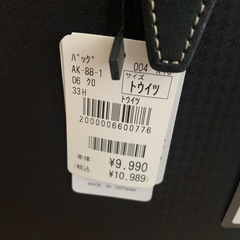 バッグ
004
AK-88-1
06 クロ
33H
サイズ
トウイツ
トウイツ
2000006600776
本体 ¥9,990
(税込 ¥10,989)
MADE IN VIETNAM